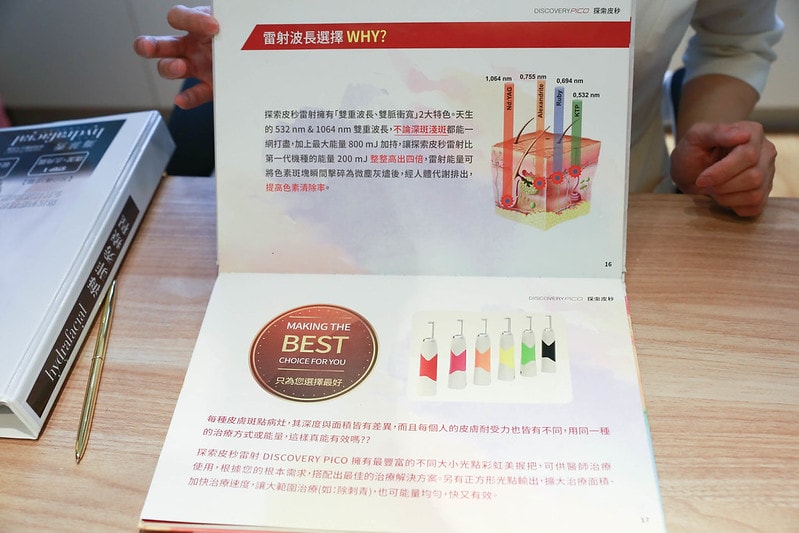 DISCOVERY PICO 探索皮秒
雷射波長選擇 WHY?
探索皮秒雷射擁有「雙重波長、雙脈衝寬」2大特色。天生
的 532 nm & 1064 nm 雙重波長，不論深斑淺斑都能一
網打盡，加上最大能量 800 mJ 加持，讓探索皮秒雷射比
第一代機種的能量 200 mJ 整整高出四倍，雷射能量可
將色素斑塊瞬間擊碎為微塵灰燼後，經人體代謝排出，
提高色素清除率。
1,064 nm
0,755 nm
0,694 nm
0,532 nm
Nd:YAG
Alexandrite
Ruby
KTP
16
DISCOVERY PICO 探索皮秒
MAKING THE
BEST
CHOICE FOR YOU
只為您選擇最好
每種皮膚斑點病灶，其深度與面積皆有差異，而且每個人的皮膚耐受力也皆有不同，用同一種
的治療方式或能量，這樣真能有效嗎??
探索皮秒雷射 DISCOVERY PICO 擁有最豐富的不同大小光點彩虹美握把，可供醫師治療
使用，根據您的根本需求，搭配出最佳的治療解決方案。另有正方形光點輸出，擴大治療面積、
加快治療速度，讓大範圍治療(如：除刺青)，也可能量均勻，快又有效。
17
hydrafacial